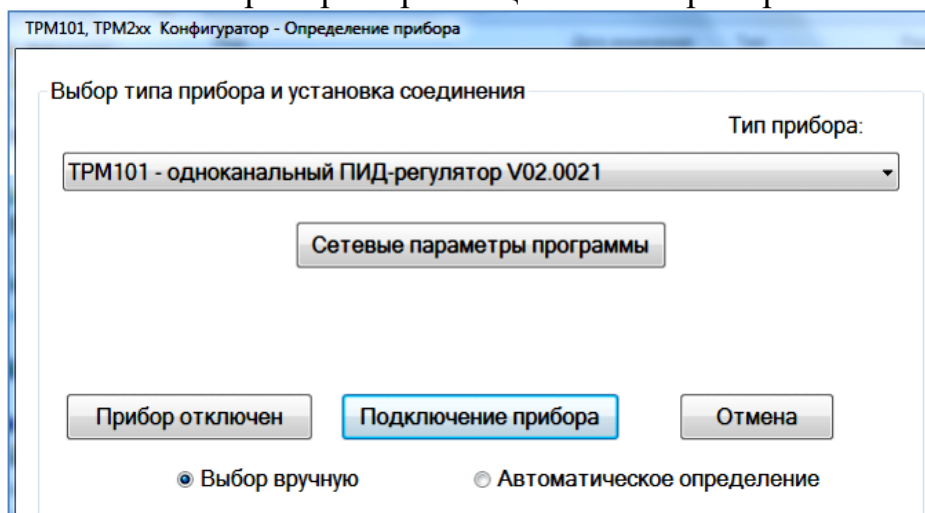 ТРМ101, ТРМ2xx Конфигуратор - Определение прибора
Выбор типа прибора и установка соединения
Тип прибора:
ТРМ101 - одноканальный ПИД-регулятор V02.0021
Сетевые параметры программы
Прибор отключен
Подключение прибора
Отмена
Выбор вручную
Автоматическое определение